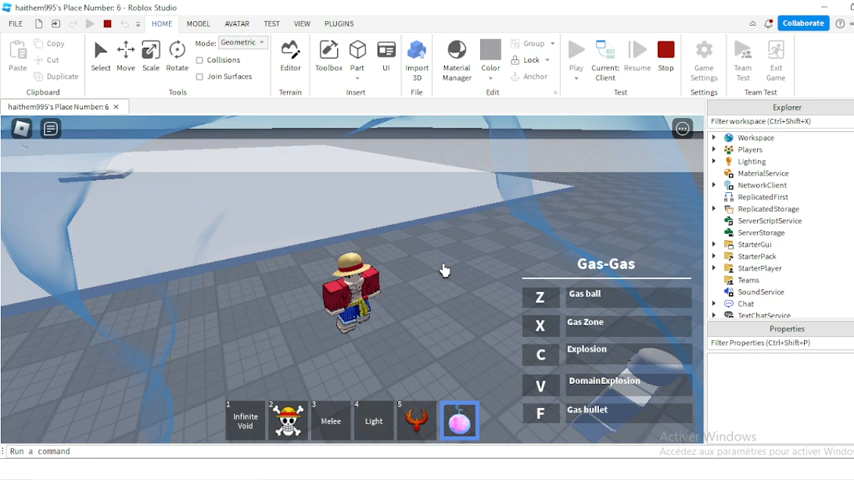 haithem995's Place Number: 6 - Roblox Studio
FILE
HOME MODEL AVATAR TEST VIEW PLUGINS
Collaborate
Paste
Copy
Cut
Duplicate
Clipboard
Select Move Scale Rotate
Mode: Geometric
Collisions
Join Surfaces
Tools
Editor
Terrain
Toolbox Part UI
Insert
Import 3D
File
Material Manager
Color
Group
Lock
Anchor
Edit
Play
Current: Client
Resume Stop
Test
Game Settings
Settings
Team Test
Exit Game
Team Test
haithem995's Place Number: 6
Explorer
Filter workspace (Ctrl+Shift+X)
Workspace
Players
Lighting
MaterialService
NetworkClient
ReplicatedFirst
ReplicatedStorage
ServerScriptService
ServerStorage
StarterGui
StarterPack
StarterPlayer
Teams
SoundService
Chat
TextChatService
Properties
Filter Properties (Ctrl+Shift+P)
Gas-Gas
Z Gas ball
X Gas Zone
C Explosion
V DomainExplosion
F Gas bullet
1 Infinite Void
2
3 Melee
4 Light
5
Activer Windows
Accédez aux paramètres pour activer Windo
Run a command